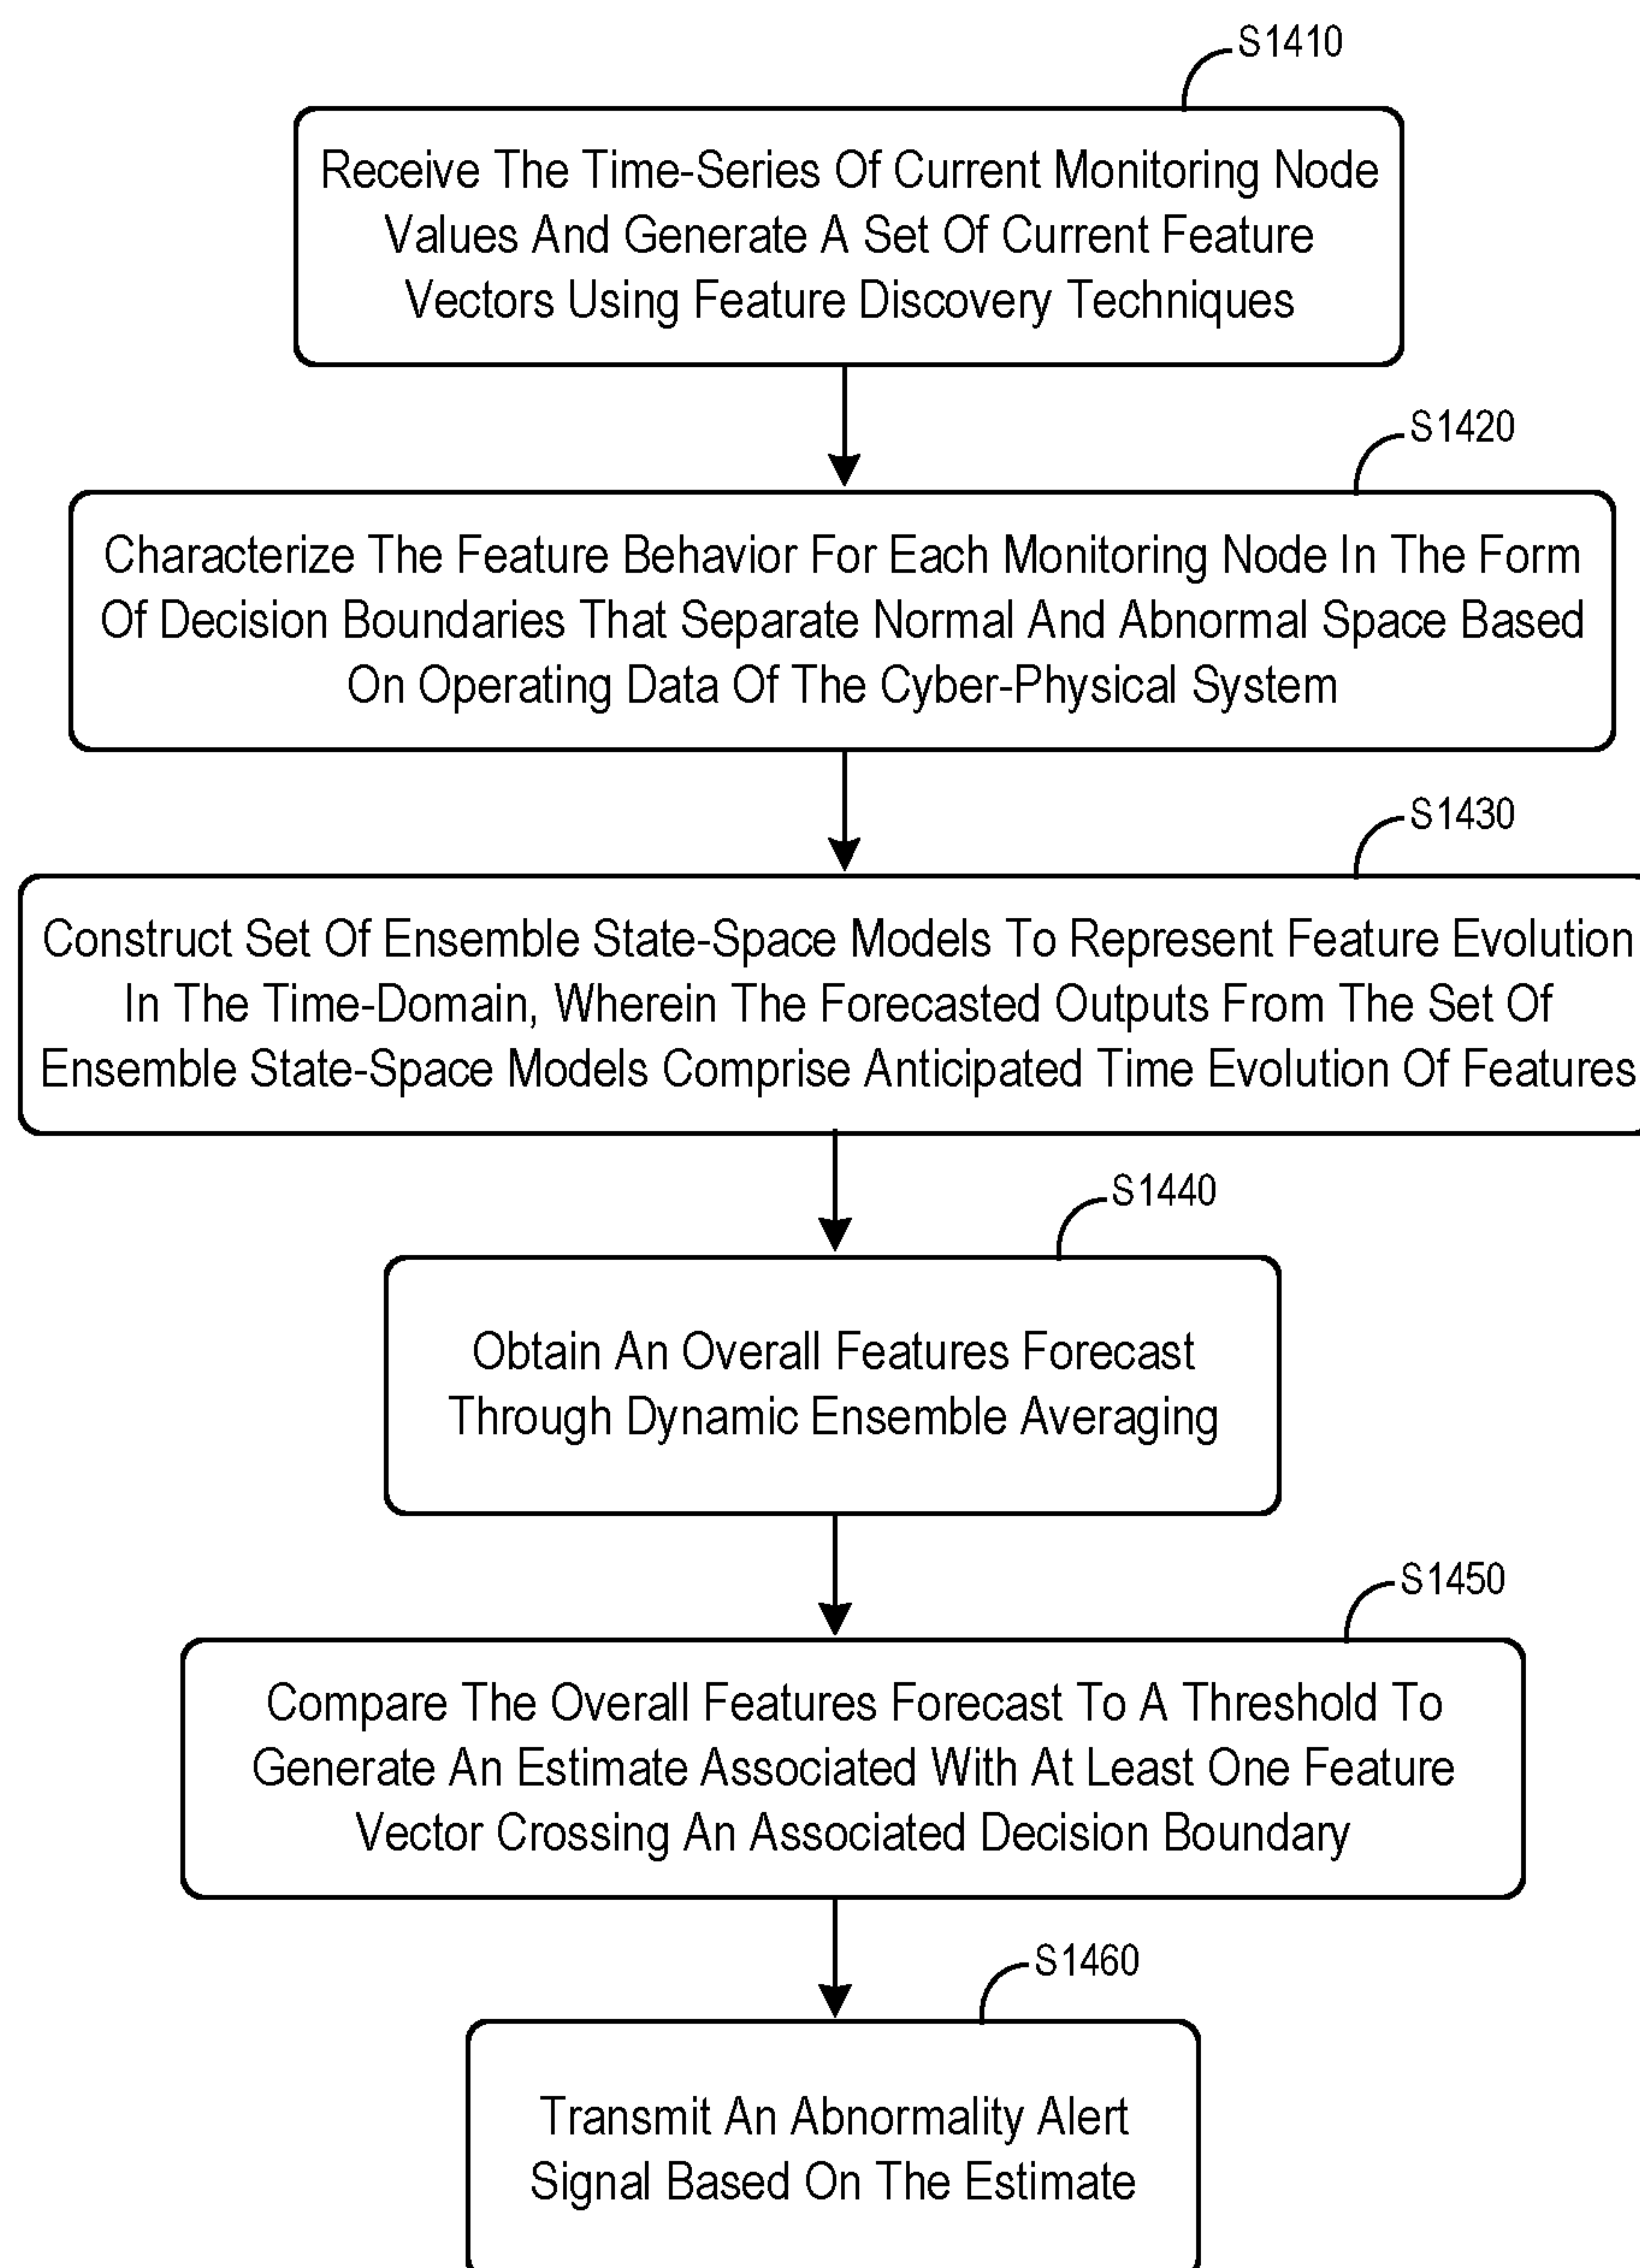 S1410
Receive The Time-Series Of Current Monitoring Node
Values And Generate A Set Of Current Feature
Vectors Using Feature Discovery Techniques
S1420
Characterize The Feature Behavior For Each Monitoring Node In The Form
Of Decision Boundaries That Separate Normal And Abnormal Space Based
On Operating Data Of The Cyber-Physical System
S1430
Construct Set Of Ensemble State-Space Models To Represent Feature Evolution
In The Time-Domain, Wherein The Forecasted Outputs From The Set Of
Ensemble State-Space Models Comprise Anticipated Time Evolution Of Features
S1440
Obtain An Overall Features Forecast
Through Dynamic Ensemble Averaging
S1450
Compare The Overall Features Forecast To A Threshold To
Generate An Estimate Associated With At Least One Feature
Vector Crossing An Associated Decision Boundary
S1460
Transmit An Abnormality Alert
Signal Based On The Estimate